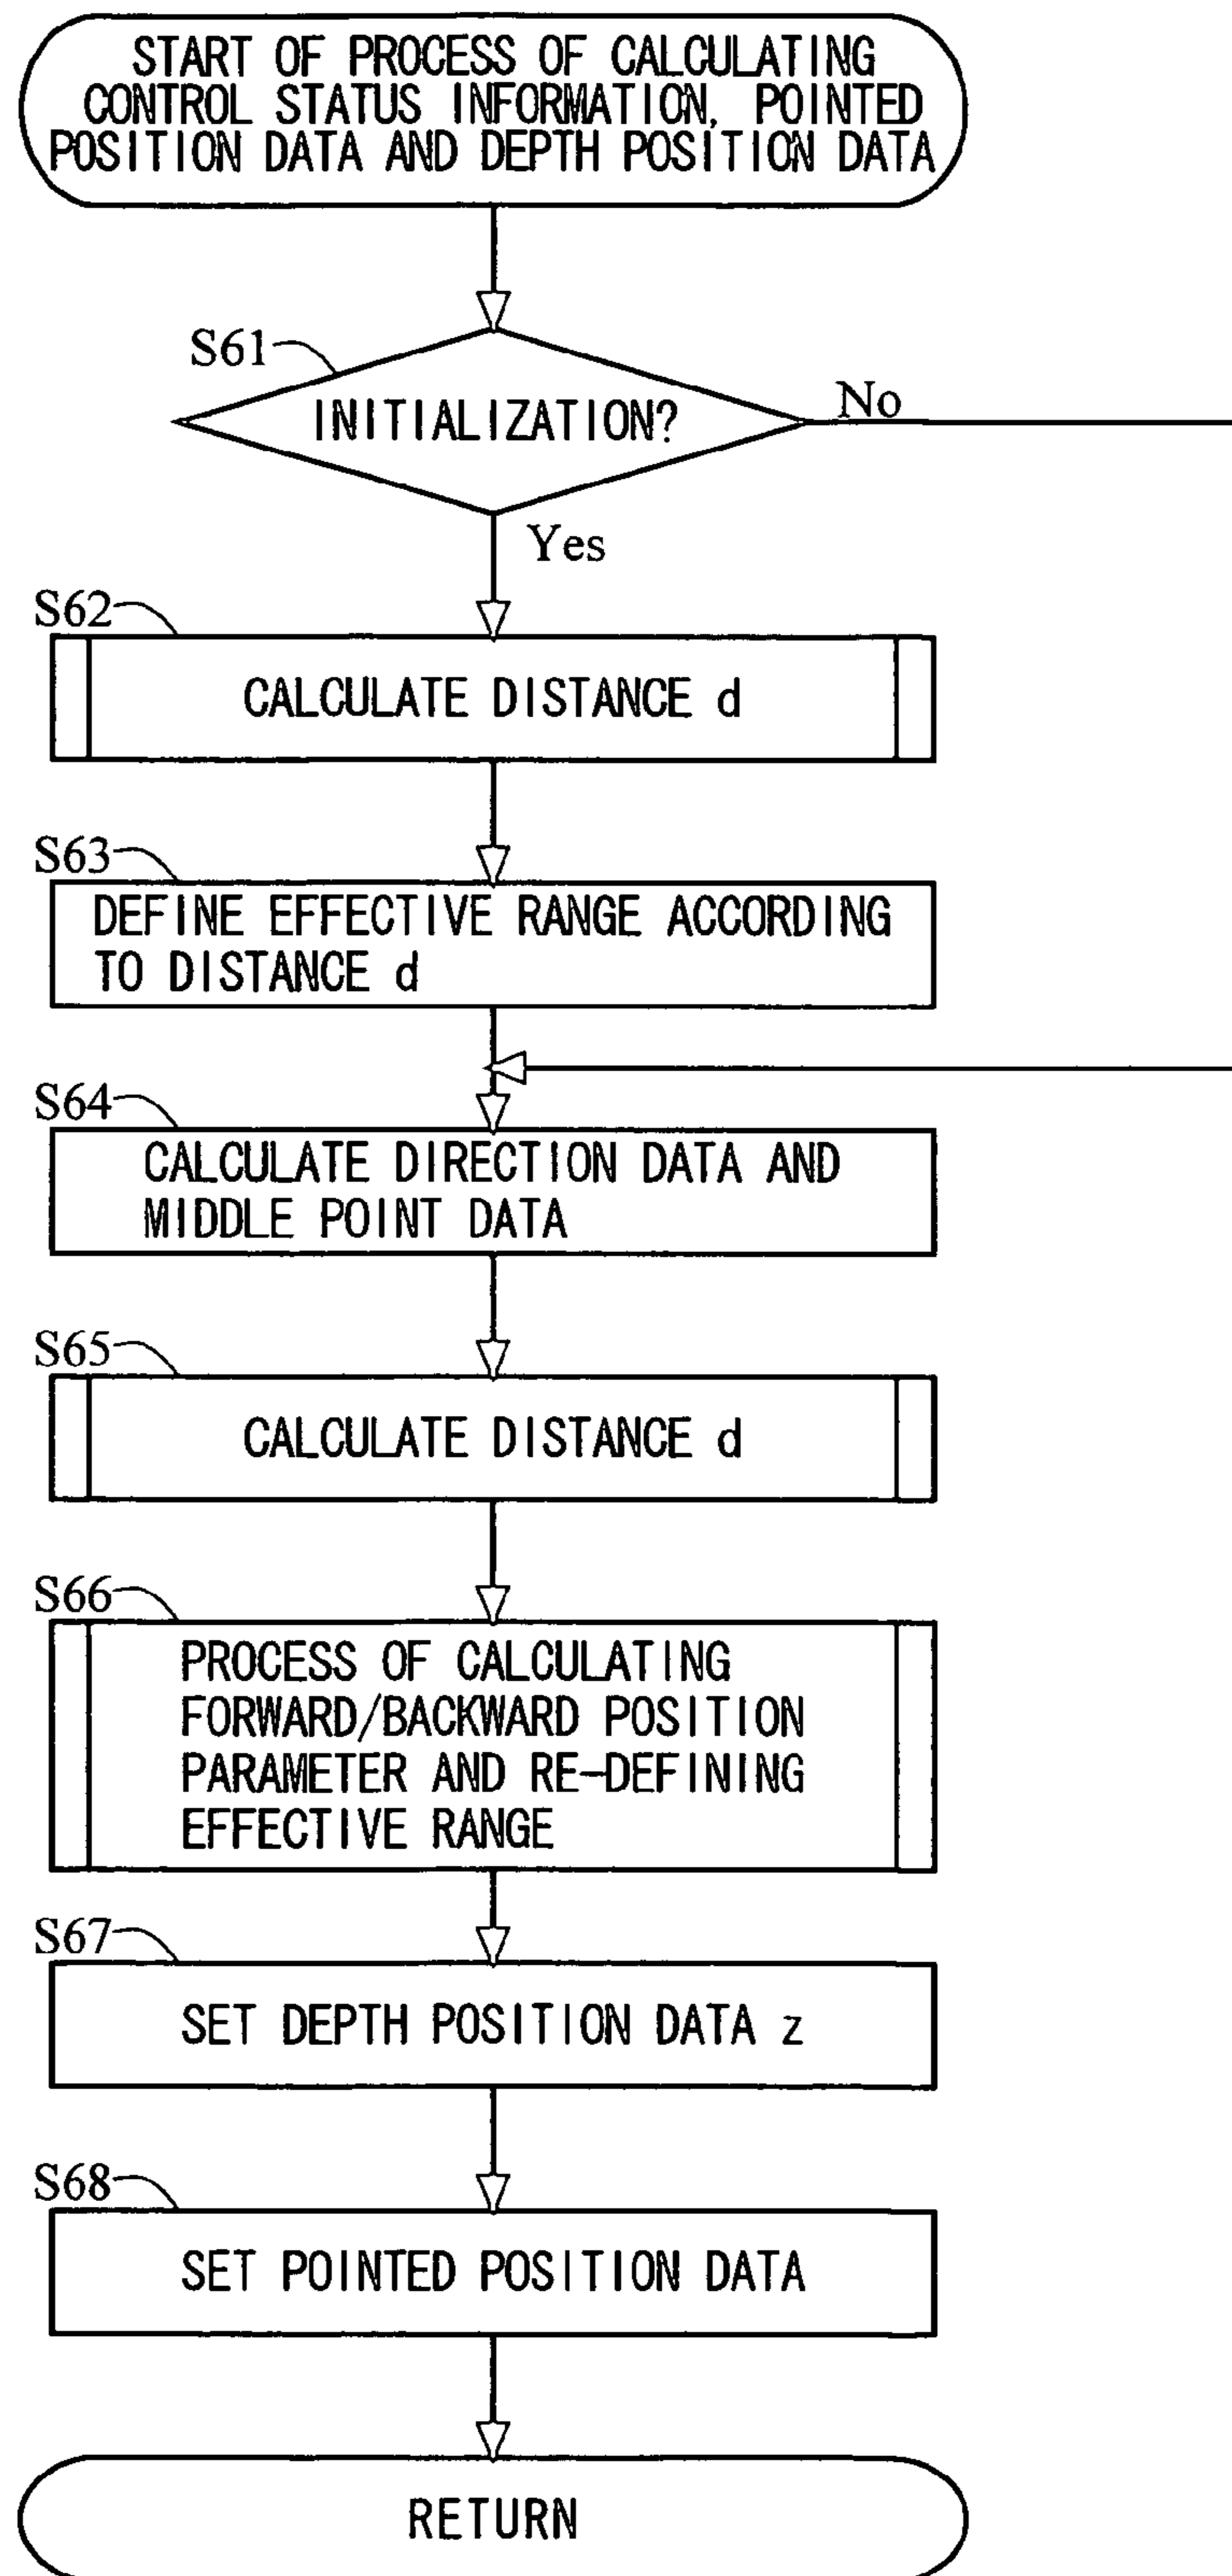 START OF PROCESS OF CALCULATING
CONTROL STATUS INFORMATION, POINTED
POSITION DATA AND DEPTH POSITION DATA
S61
INITIALIZATION?
No
Yes
S62
CALCULATE DISTANCE d
S63
DEFINE EFFECTIVE RANGE ACCORDING
TO DISTANCE d
S64
CALCULATE DIRECTION DATA AND
MIDDLE POINT DATA
S65
CALCULATE DISTANCE d
S66
PROCESS OF CALCULATING
FORWARD/BACKWARD POSITION
PARAMETER AND RE-DEFINING
EFFECTIVE RANGE
S67
SET DEPTH POSITION DATA z
S68
SET POINTED POSITION DATA
RETURN